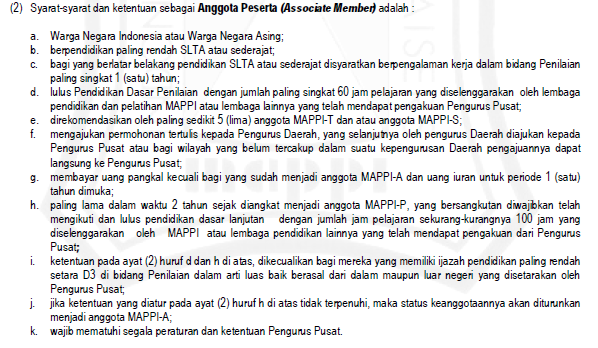 (2) Syarat-syarat dan ketentuan sebagai Anggota Peserta (Associate Member) adalah :
a. Warga Negara Indonesia atau Warga Negara Asing;
b. berpendidikan paling rendah SLTA atau sederajat;
c. bagi yang berlatar belakang pendidikan SLTA atau sederajat disyaratkan berpengalaman kerja dalam bidang Penilaian
paling singkat 1 (satu) tahun;
d. lulus Pendidikan Dasar Penilaian dengan jumlah paling singkat 60 jam pelajaran yang diselenggarakan oleh lembaga
pendidikan dan pelatihan MAPPI atau lembaga lainnya yang telah mendapat pengakuan Pengurus Pusat;
e. direkomendasikan oleh paling sedikit 5 (lima) anggota MAPPI-T dan atau anggota MAPPI-S;
f. mengajukan permohonan tertulis kepada Pengurus Daerah, yang selanjutnya oleh pengurus Daerah diajukan kepada
Pengurus Pusat atau bagi wilayah yang belum tercakup dalam suatu kepengurusan Daerah pengajuannya dapat
langsung ke Pengurus Pusat;
g. membayar uang pangkal kecuali bagi yang sudah menjadi anggota MAPPI-A dan uang iuran untuk periode 1 (satu)
tahun dimuka;
h. paling lama dalam waktu 2 tahun sejak diangkat menjadi anggota MAPPI-P, yang bersangkutan diwajibkan telah
mengikuti dan lulus pendidikan dasar lanjutan dengan jumlah jam pelajaran sekurang-kurangnya 100 jam yang
diselenggarakan oleh MAPPI atau lembaga pendidikan lainnya yang telah mendapat pengakuan dari Pengurus
Pusat;
i. ketentuan pada ayat (2) huruf d dan h di atas, dikecualikan bagi mereka yang memiliki ijazah pendidikan paling rendah
setara D3 di bidang Penilaian dalam arti luas baik berasal dari dalam maupun luar negeri yang disetarakan oleh
Pengurus Pusat;
j. jika ketentuan yang diatur pada ayat (2) huruf h di atas tidak terpenuhi, maka status keanggotaannya akan diturunkan
menjadi anggota MAPPI-A;
k. wajib mematuhi segala peraturan dan ketentuan Pengurus Pusat.